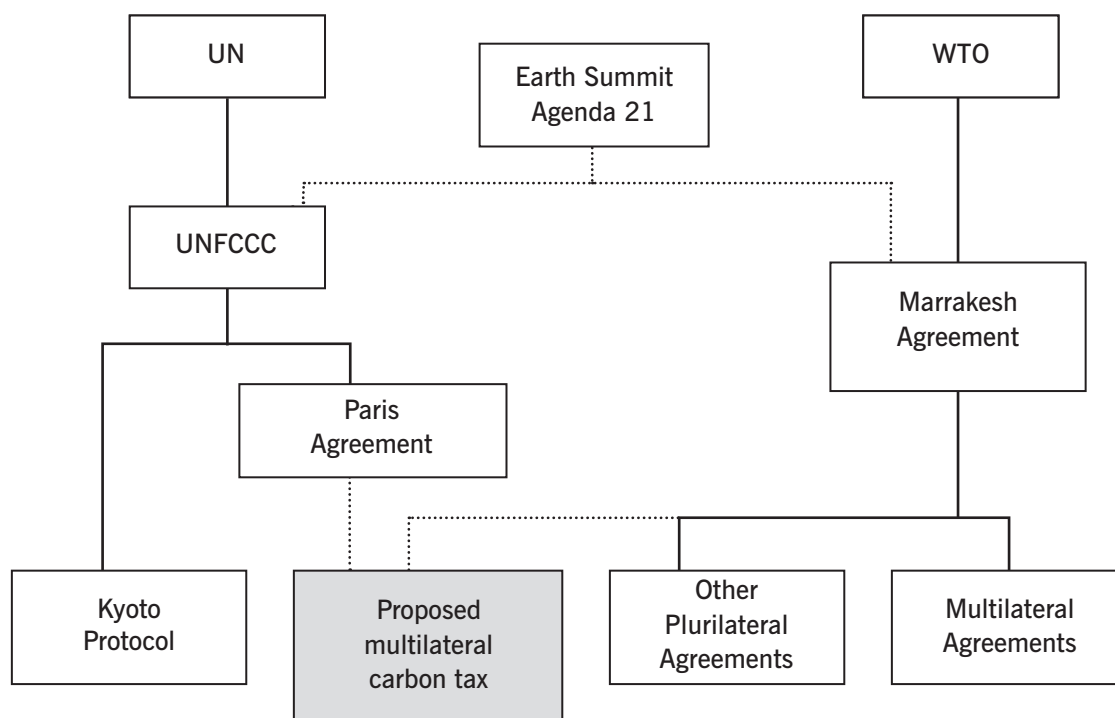 UN
Earth Summit
Agenda 21
WTO
UNFCCC
Marrakesh
Agreement
Paris
Agreement
Kyoto
Protocol
Proposed
multilateral
carbon tax
Other
Plurilateral
Agreements
Multilateral
Agreements